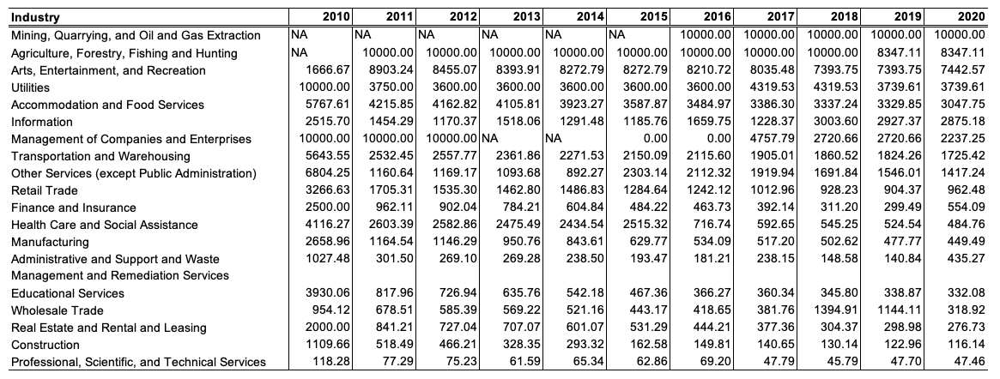 Industry 2010 2011 2012 2013 2014 2015 2016 2017 2018 2019 2020
Mining, Quarrying, and Oil and Gas Extraction NA NA NA NA NA NA 10000.00 10000.00 10000.00 10000.00 10000.00
Agriculture, Forestry, Fishing and Hunting NA 10000.00 10000.00 10000.00 10000.00 10000.00 10000.00 10000.00 10000.00 8347.11 8347.11
Arts, Entertainment, and Recreation 1666.67 8903.24 8455.07 8393.91 8272.79 8272.79 8210.72 8035.48 7393.75 7393.75 7442.57
Utilities 10000.00 3750.00 3600.00 3600.00 3600.00 3600.00 3600.00 4319.53 4319.53 3739.61 3739.61
Accommodation and Food Services 5767.61 4215.85 4162.82 4105.81 3923.27 3587.87 3484.97 3386.30 3337.24 3329.85 3047.75
Information 2515.70 1454.29 1170.37 1518.06 1291.48 1185.76 1659.75 1228.37 3003.60 2927.37 2875.18
Management of Companies and Enterprises 10000.00 10000.00 10000.00 NA NA 0.00 0.00 4757.79 2720.66 2720.66 2237.25
Transportation and Warehousing 5643.55 2532.45 2557.77 2361.86 2271.53 2150.09 2115.60 1905.01 1860.52 1824.26 1725.42
Other Services (except Public Administration) 6804.25 1160.64 1169.17 1093.68 892.27 2303.14 2112.32 1919.94 1691.84 1546.01 1417.24
Retail Trade 3266.63 1705.31 1535.30 1462.80 1486.83 1284.64 1242.12 1012.96 928.23 904.37 962.48
Finance and Insurance 2500.00 962.11 902.04 784.21 604.84 484.22 463.73 392.14 311.20 299.49 554.09
Health Care and Social Assistance 4116.27 2603.39 2582.86 2475.49 2434.54 2515.32 716.74 592.65 545.25 524.54 484.76
Manufacturing 2658.96 1164.54 1146.29 950.76 843.61 629.77 534.09 517.20 502.62 477.77 449.49
Administrative and Support and Waste 1027.48 301.50 269.10 269.28 238.50 193.47 181.21 238.15 148.58 140.84 435.27
Management and Remediation Services
Educational Services 3930.06 817.96 726.94 635.76 542.18 467.36 366.27 360.34 345.80 338.87 332.08
Wholesale Trade 954.12 678.51 585.39 569.22 521.16 443.17 418.65 381.76 1394.91 1144.11 318.92
Real Estate and Rental and Leasing 2000.00 841.21 727.04 707.07 601.07 531.29 444.21 377.36 304.37 298.98 276.73
Construction 1109.66 518.49 466.21 328.35 293.32 162.58 149.81 140.65 130.14 122.96 116.14
Professional, Scientific, and Technical Services 118.28 77.29 75.23 61.59 65.34 62.86 69.20 47.79 45.79 47.70 47.46